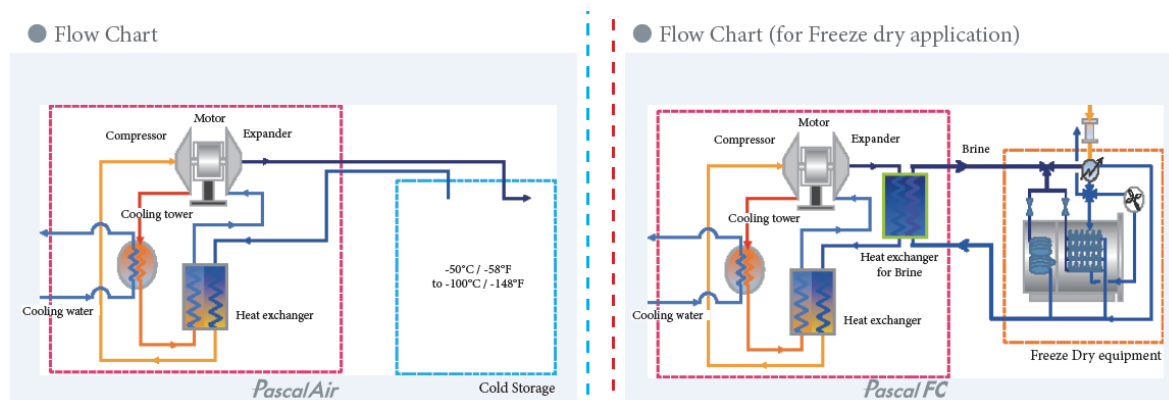 Flow Chart
Motor
Compressor
Expander
Cooling tower
Cooling water
Heat exchanger
-50°C / -58°F
to -100°C / -148°F
PascalAir
Cold Storage
Flow Chart (for Freeze dry application)
Motor
Compressor
Expander
Brine
Cooling tower
Heat exchanger
for Brine
Cooling water
Heat exchanger
Freeze Dry equipment
Pascal FC